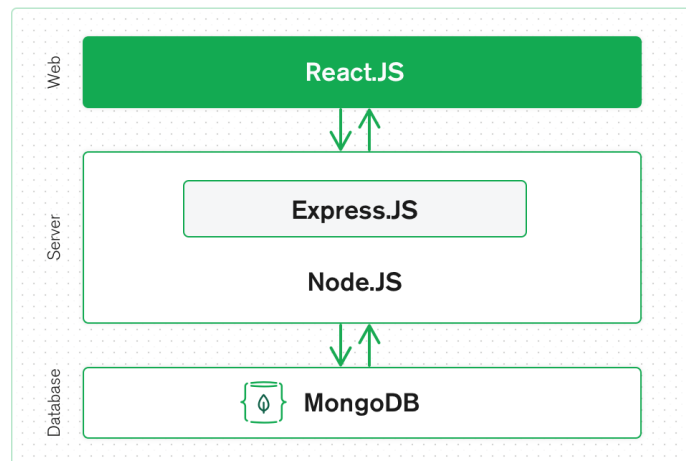 Web
React.JS
Server
Express.JS
Node.JS
Database
MongoDB